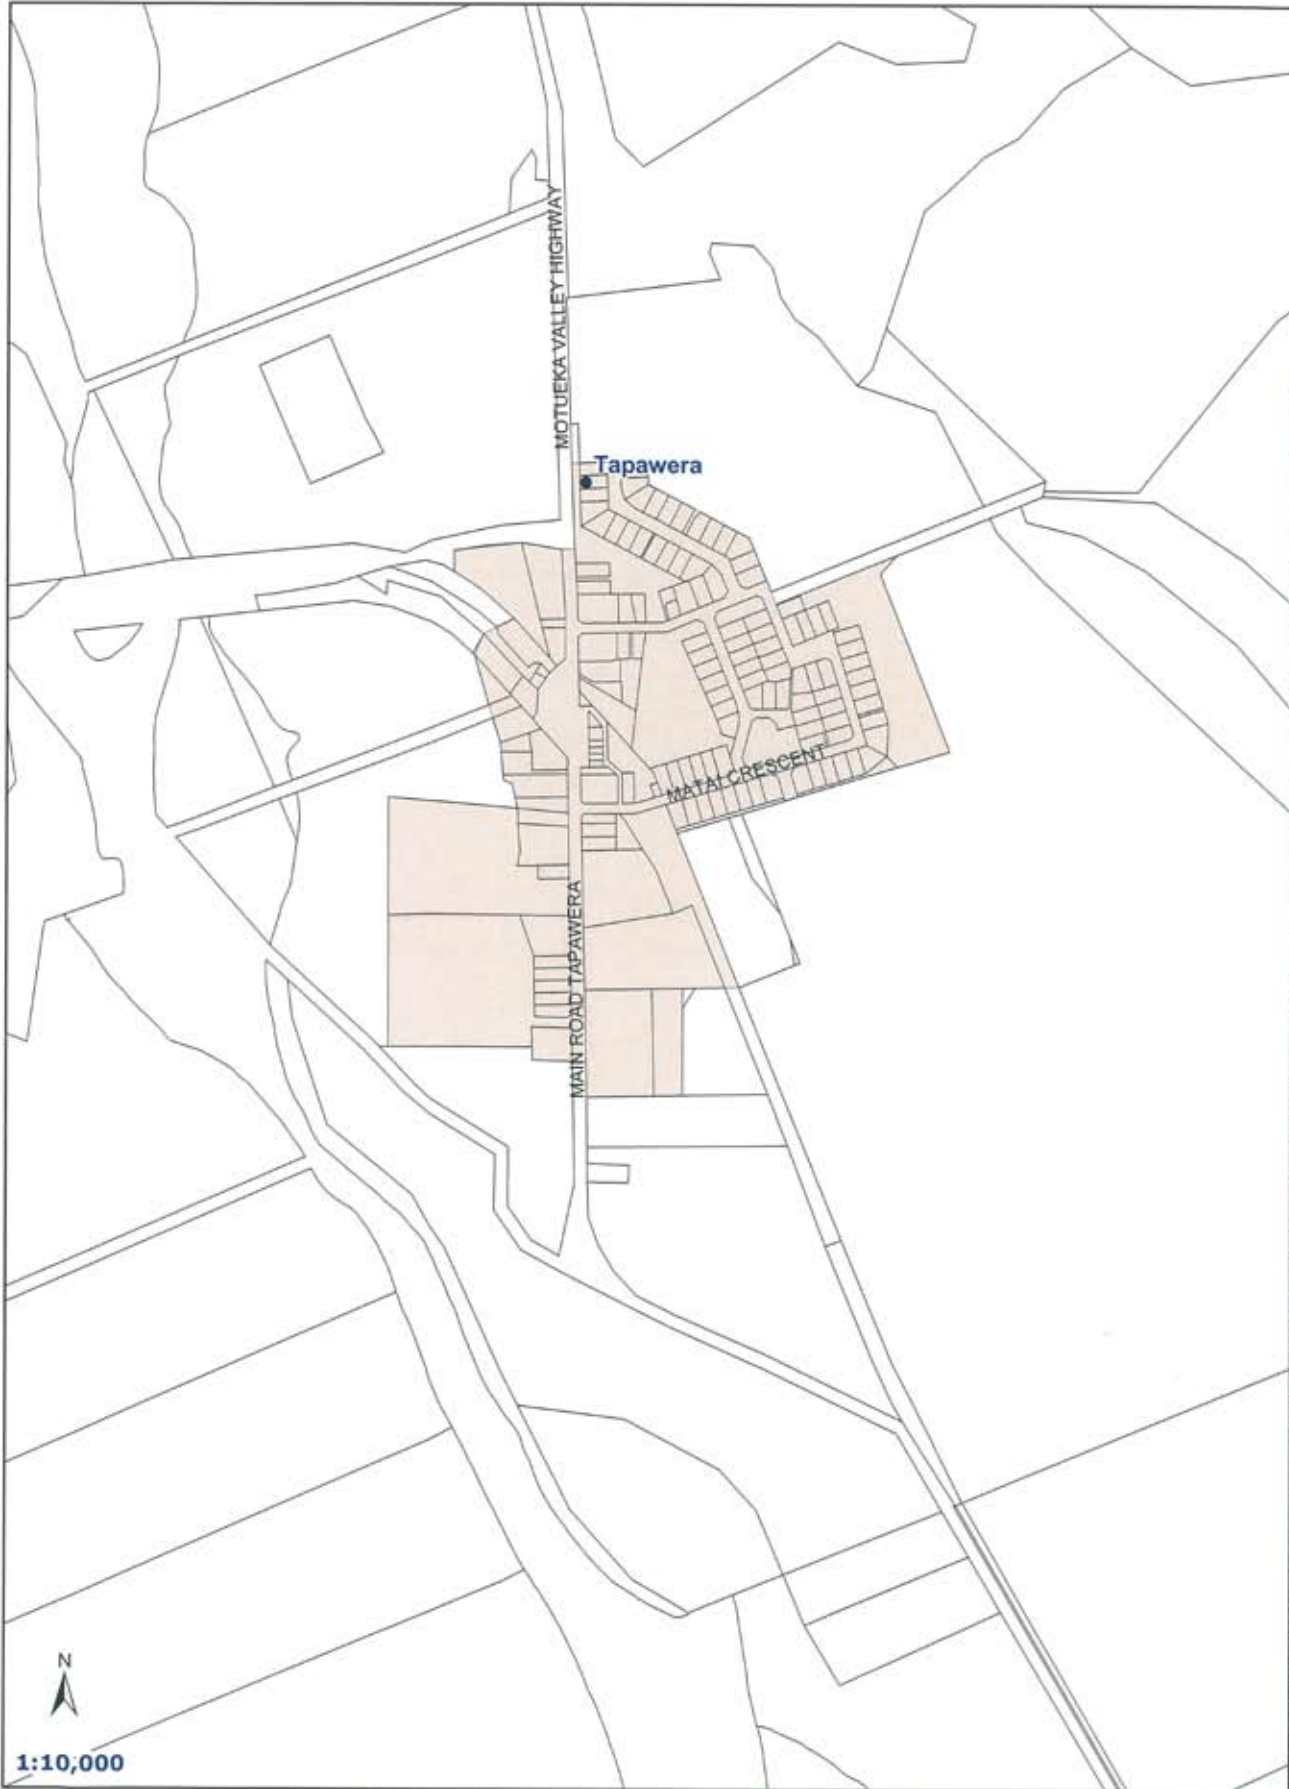 MOTUEKA VALLEY HIGHWAY
Tapawera
MATAI CRESCENT
MAIN ROAD TAPAWERA
N
1:10,000